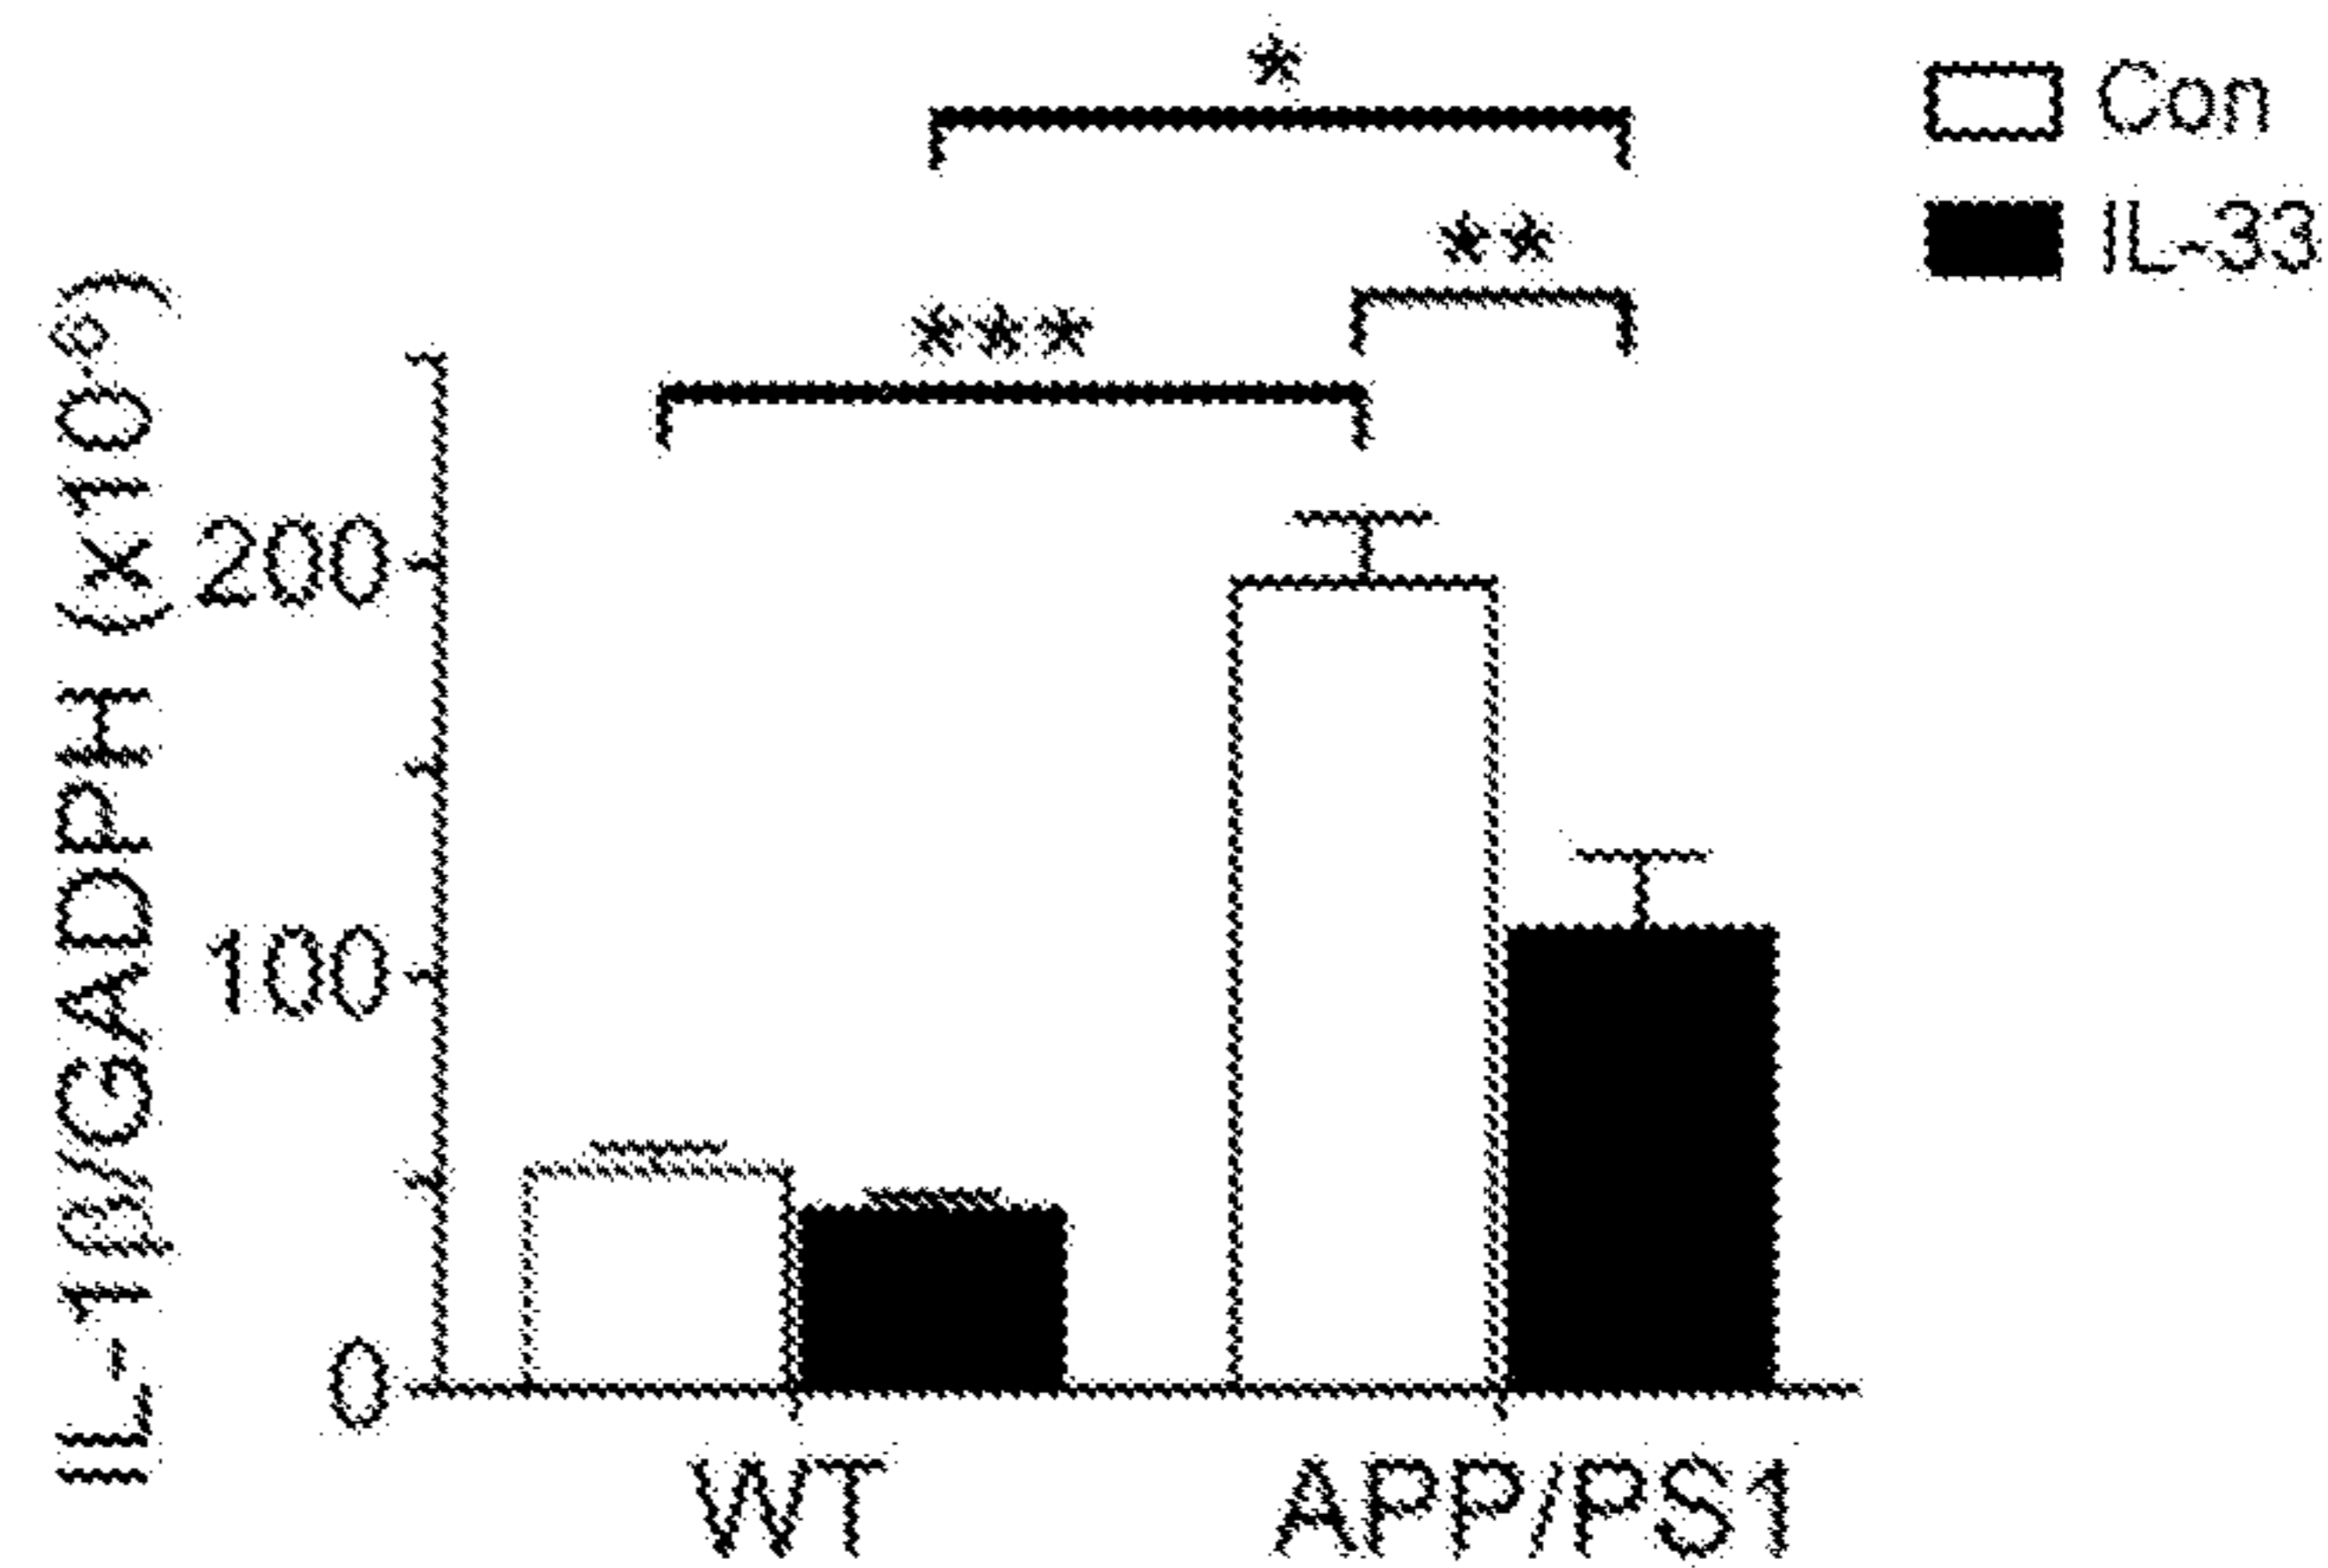 *
Con
**
IL-33
***
IL-1β/GADPH (x10⁻⁶)
200
100
0
WT
APP/PS1